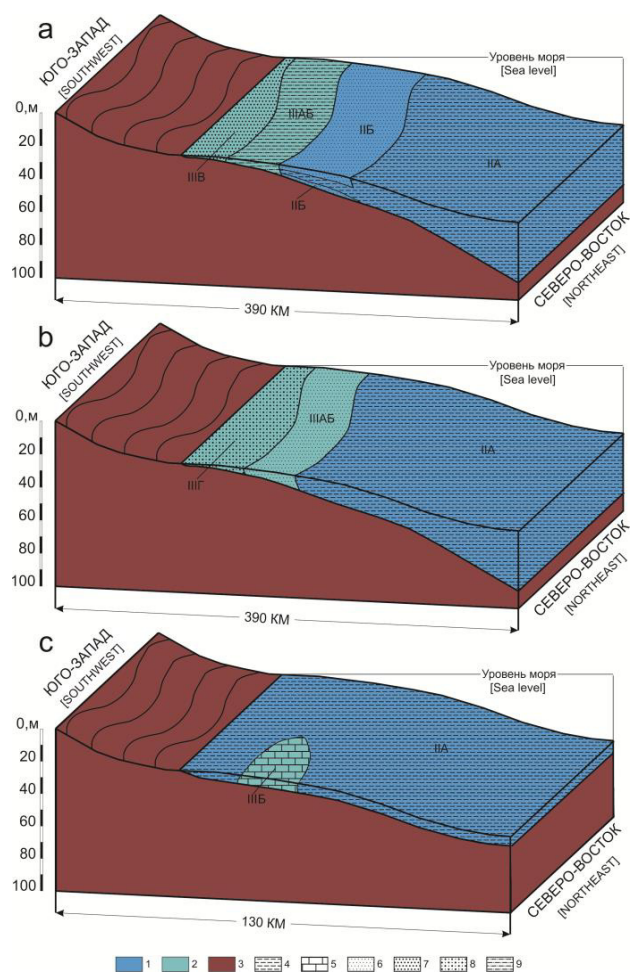 a
ЮГО-ЗАПАД
[SOUTHWEST]
Уровень моря
[Sea level]
0,м
20
40
60
80
100
IIIАБ
IIБ
IIА
IIIВ
IIБ
390 КМ
СЕВЕРО-ВОСТОК
[NORTHEAST]
b
ЮГО-ЗАПАД
[SOUTHWEST]
Уровень моря
[Sea level]
0,м
20
40
60
80
100
IIIАБ
IIА
IIIГ
390 КМ
СЕВЕРО-ВОСТОК
[NORTHEAST]
c
ЮГО-ЗАПАД
[SOUTHWEST]
Уровень моря
[Sea level]
0,м
20
40
60
80
100
IIА
IIIБ
130 КМ
СЕВЕРО-ВОСТОК
[NORTHEAST]
1 2 3 4 5 6 7 8 9